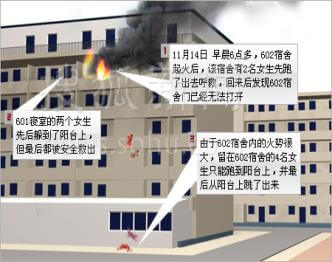 1
11月14日 早晨6点多，602宿舍
起火后，该宿舍有2名女生先跑
了出去呼救，回来后发现602宿
舍门已经无法打开
601寝室的两个女生
先后躲到了阳台上，
但最后都被安全救出
由于602宿舍内的火势很
大，留在602宿舍的4名女
生只能跑到阳台上，并最
后从阳台上跳了出来